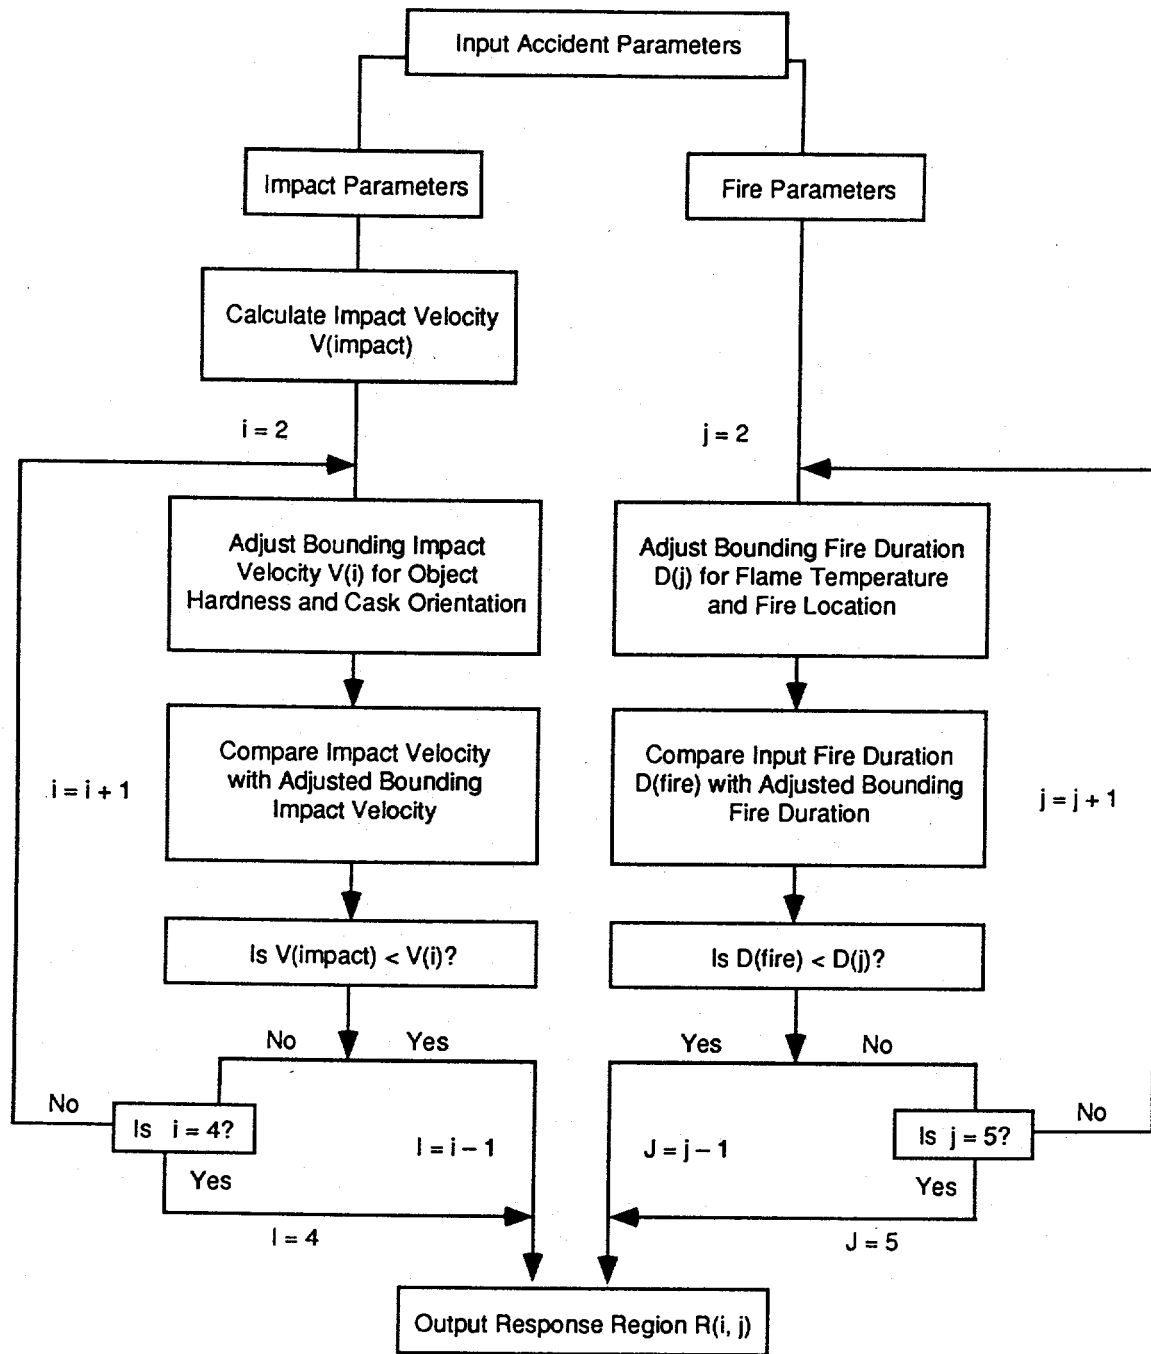 Input Accident Parameters
Impact Parameters
Fire Parameters
Calculate Impact Velocity
V(impact)
i = 2
j = 2
Adjust Bounding Impact
Velocity V(i) for Object
Hardness and Cask Orientation
Adjust Bounding Fire Duration
D(j) for Flame Temperature
and Fire Location
Compare Impact Velocity
with Adjusted Bounding
Impact Velocity
Compare Input Fire Duration
D(fire) with Adjusted Bounding
Fire Duration
i = i + 1
j = j + 1
Is V(impact) < V(i)?
Is D(fire) < D(j)?
No
Yes
Yes
No
No
Is i = 4?
I = i – 1
J = j – 1
Is j = 5?
No
Yes
Yes
I = 4
J = 5
Output Response Region R(i, j)